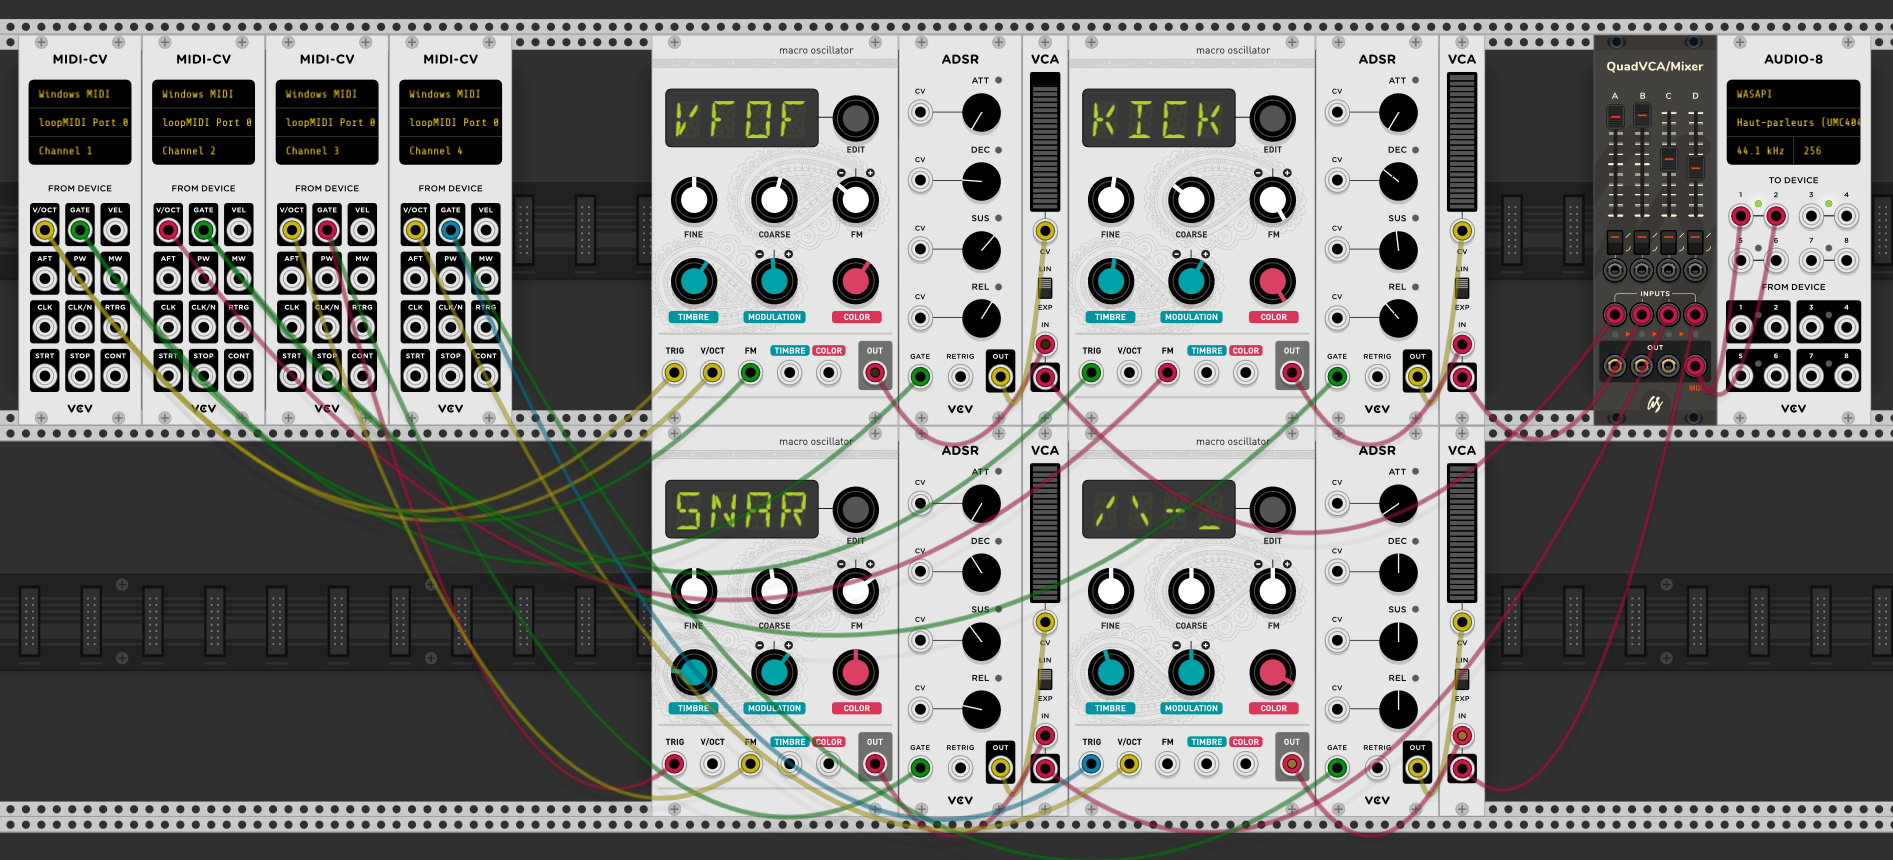 MIDI-CV
Windows MIDI
loopMIDI Port 0
Channel 1
FROM DEVICE
V/OCT GATE VEL
AFT PW MW
CLK CLK/N RTRG
STRT STOP CONT
VCV
MIDI-CV
Windows MIDI
loopMIDI Port 0
Channel 2
FROM DEVICE
V/OCT GATE VEL
AFT PW MW
CLK CLK/N RTRG
STRT STOP CONT
VCV
MIDI-CV
Windows MIDI
loopMIDI Port 0
Channel 3
FROM DEVICE
V/OCT GATE VEL
AFT PW MW
CLK CLK/N RTRG
STRT STOP CONT
VCV
MIDI-CV
Windows MIDI
loopMIDI Port 0
Channel 4
FROM DEVICE
V/OCT GATE VEL
AFT PW MW
CLK CLK/N RTRG
STRT STOP CONT
VCV
macro oscillator
VFOF
EDIT
FINE COARSE FM
TIMBRE MODULATION COLOR
TRIG V/OCT FM TIMBRE COLOR OUT
ADSR
ATT
CV
DEC
CV
SUS
CV
REL
CV
GATE RETRIG OUT
VCV
VCA
CV
LIN
EXP
IN
macro oscillator
KICK
EDIT
FINE COARSE FM
TIMBRE MODULATION COLOR
TRIG V/OCT FM TIMBRE COLOR OUT
ADSR
ATT
CV
DEC
CV
SUS
CV
REL
CV
GATE RETRIG OUT
VCV
VCA
CV
LIN
EXP
IN
QuadVCA/Mixer
A B C D
INPUTS
OUT
MIX
as
AUDIO-8
WASAPI
Haut-parleurs (UMC404
44.1 kHz 256
TO DEVICE
1 2 3 4
5 6 7 8
FROM DEVICE
1 2 3 4
5 6 7 8
VCV
macro oscillator
SNAR
EDIT
FINE COARSE FM
TIMBRE MODULATION COLOR
TRIG V/OCT FM TIMBRE COLOR OUT
ADSR
ATT
CV
DEC
CV
SUS
CV
REL
CV
GATE RETRIG OUT
VCV
VCA
CV
LIN
EXP
IN
macro oscillator
/\-_
EDIT
FINE COARSE FM
TIMBRE MODULATION COLOR
TRIG V/OCT FM TIMBRE COLOR OUT
ADSR
ATT
CV
DEC
CV
SUS
CV
REL
CV
GATE RETRIG OUT
VCV
VCA
CV
LIN
EXP
IN